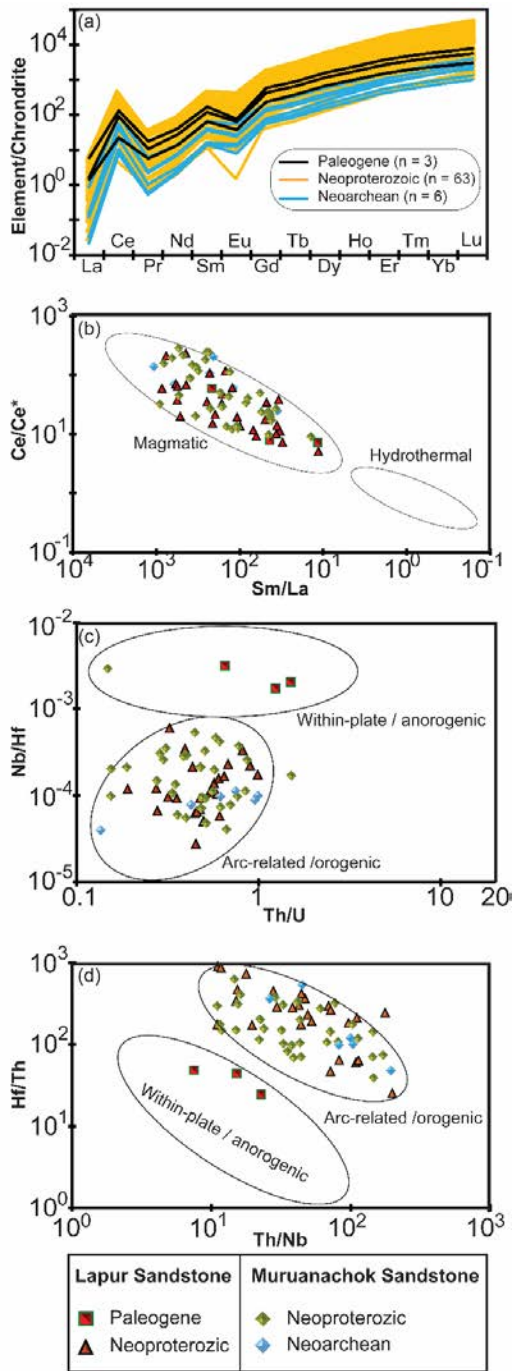 (a)
10^4
10^2
10^0
10^-2
Element/Chrondrite
Paleogene (n = 3)
Neoproterozoic (n = 63)
Neoarchean (n = 6)
Ce Nd Eu Tb Ho Tm Lu
La Pr Sm Gd Dy Er Yb
(b)
10^3
10^1
10^-1
Ce/Ce*
Magmatic
Hydrothermal
10^4 10^3 10^2 10^1 10^0 10^-1
Sm/La
(c)
10^-2
10^-3
10^-4
10^-5
Nb/Hf
Within-plate / anorogenic
Arc-related /orogenic
0.1 1 10 20
Th/U
(d)
10^3
10^2
10^1
10^0
Hf/Th
Within-plate / anorogenic
Arc-related /orogenic
10^0 10^1 10^2 10^3
Th/Nb
Lapur Sandstone
Paleogene
Neoproterozic
Muruanachok Sandstone
Neoproterozic
Neoarchean